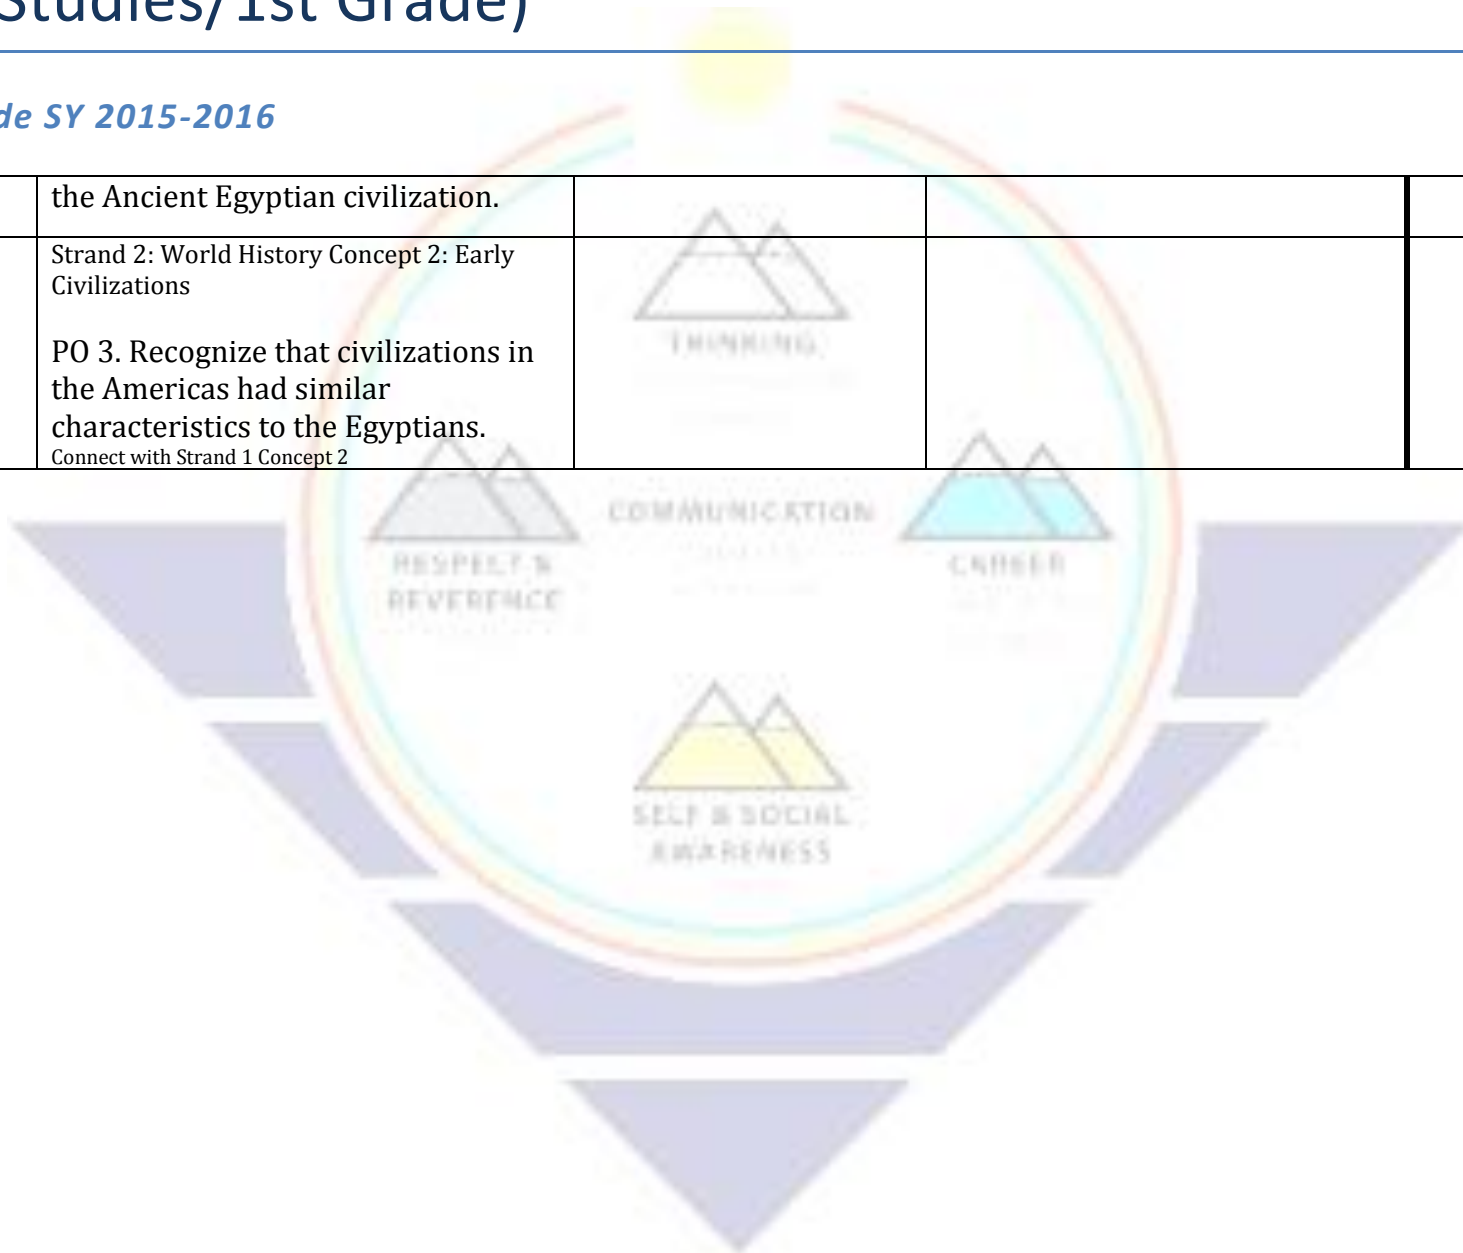 Studies/1st Grade)
de SY 2015-2016
the Ancient Egyptian civilization.
Strand 2: World History Concept 2: Early
Civilizations
PO 3. Recognize that civilizations in
the Americas had similar
characteristics to the Egyptians.
Connect with Strand 1 Concept 2
THINKING
COMMUNICATION
RESPECT &
REVERENCE
CAREER
SELF & SOCIAL
AWARENESS